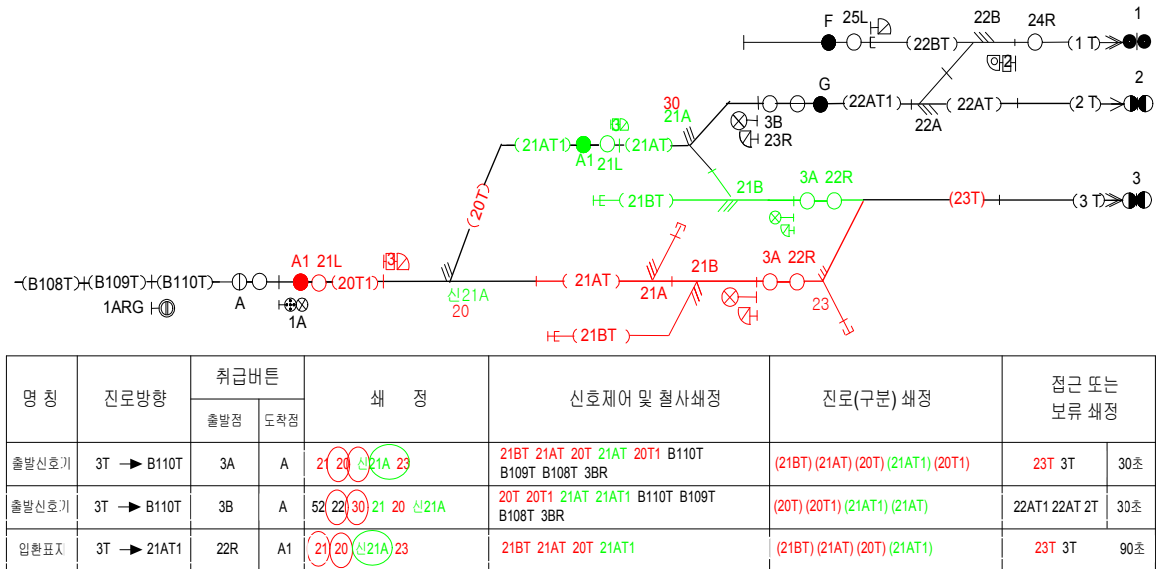 F 25L 22B 24R 1
(22BT) (1 T)
2
30 G 2
21A (22AT1) (22AT) (2 T)
3B 22A
23R
(21AT1) A1 21L 3 (21AT)
3A 22R 3
(21BT) 21B (23T) (3 T)
(20T)
A1 21L 3 3A 22R
(B108T) (B109T) (B110T) (20T1) (21AT) 21B
1ARG A 1A 신21A 21A 23
20
(21BT)
명 칭 진로방향 취급버튼 쇄 정 신호제어 및 철사쇄정 진로(구분) 쇄정 접근 또는
보류 쇄정
출발점 도착점
출발신호기 3T → B110T 3A A 21 20 신21A 23 21BT 21AT 20T 21AT 20T1 B110T
B109T B108T 3BR (21BT) (21AT) (20T) (21AT1) (20T1) 23T 3T 30초
출발신호기 3T → B110T 3B A 52 22 30 21 20 신21A 20T 20T1 21AT 21AT1 B110T B109T
B108T 3BR (20T) (20T1) (21AT1) (21AT) 22AT1 22AT 2T 30초
입환표지 3T → 21AT1 22R A1 21 20 신21A 23 21BT 21AT 20T 21AT1 (21BT) (21AT) (20T) (21AT1) 23T 3T 90초